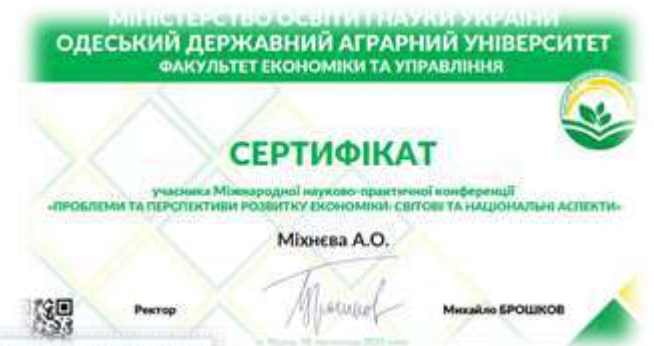 МІНІСТЕРСТВО ОСВІТИ І НАУКИ УКРАЇНИ
ОДЕСЬКИЙ ДЕРЖАВНИЙ АГРАРНИЙ УНІВЕРСИТЕТ
ФАКУЛЬТЕТ ЕКОНОМІКИ ТА УПРАВЛІННЯ
СЕРТИФІКАТ
учасника Міжнародної науково-практичної конференції
«ПРОБЛЕМИ ТА ПЕРСПЕКТИВИ РОЗВИТКУ ЕКОНОМІКИ: СВІТОВІ ТА НАЦІОНАЛЬНІ АСПЕКТИ»
Міхнєва А.О.
Ректор
Михайло БРОШКОВ